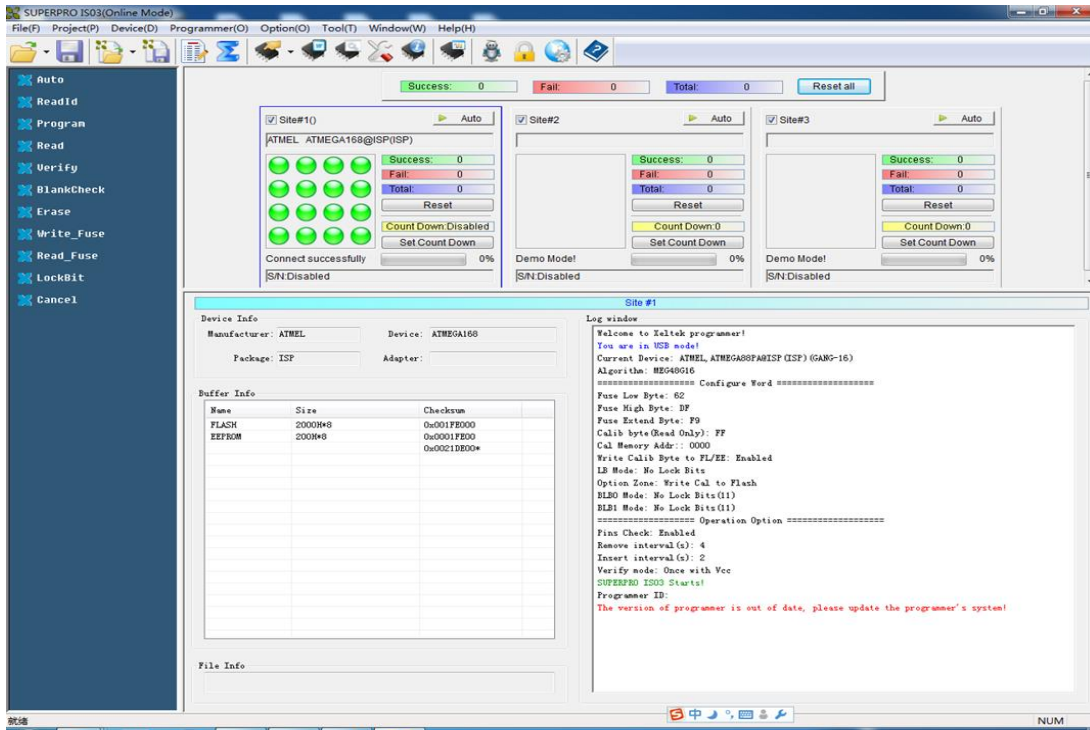 SUPERPRO IS03(Online Mode)
File(F) Project(P) Device(D) Programmer(O) Option(O) Tool(T) Window(W) Help(H)
Auto
ReadId
Program
Read
Verify
BlankCheck
Erase
Write_Fuse
Read_Fuse
LockBit
Cancel
Success: 0 Fail: 0 Total: 0 Reset all
Site#1() Auto
ATMEL ATMEGA168@ISP(ISP)
Success: 0
Fail: 0
Total: 0
Reset
Count Down:Disabled
Set Count Down
Connect successfully 0%
S/N:Disabled
Site#2 Auto
Success: 0
Fail: 0
Total: 0
Reset
Count Down:0
Set Count Down
Demo Mode! 0%
S/N:Disabled
Site#3 Auto
Success: 0
Fail: 0
Total: 0
Reset
Count Down:0
Set Count Down
Demo Mode! 0%
S/N:Disabled
Site #1
Device Info
Manufacturer: ATMEL Device: ATMEGA168
Package: ISP Adapter:
Buffer Info
Name Size Checksum
FLASH 2000H*8 0x001FE000
EEPROM 200H*8 0x0001FE00
0x0021DE00*
File Info
Log window
Welcome to Xeltek programmer!
You are in USB mode!
Current Device: ATMEL,ATMEGA88PA@ISP(ISP)(GANG-16)
Algorithm: MEG48G16
=================== Configure Word ===================
Fuse Low Byte: 62
Fuse High Byte: DF
Fuse Extend Byte: F9
Calib byte(Read Only): FF
Cal Memory Addr:: 0000
Write Calib Byte to FL/EE: Enabled
LB Mode: No Lock Bits
Option Zone: Write Cal to Flash
BLB0 Mode: No Lock Bits(11)
BLB1 Mode: No Lock Bits(11)
=================== Operation Option ===================
Pins Check: Enabled
Remove interval(s): 4
Insert interval(s): 2
Verify mode: Once with Vcc
SUPERPRO IS03 Starts!
Programmer ID:
The version of programmer is out of date, please update the programmer's system!
就绪
中
NUM